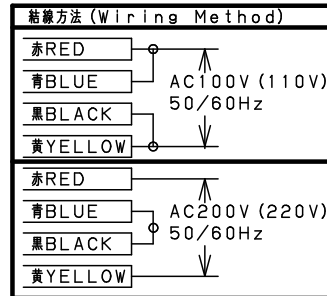 結線方法(Wiring Method)
赤RED
青BLUE
AC100V(110V)
50/60Hz
黒BLACK
黄YELLOW
赤RED
青BLUE
AC200V(220V)
50/60Hz
黒BLACK
黄YELLOW